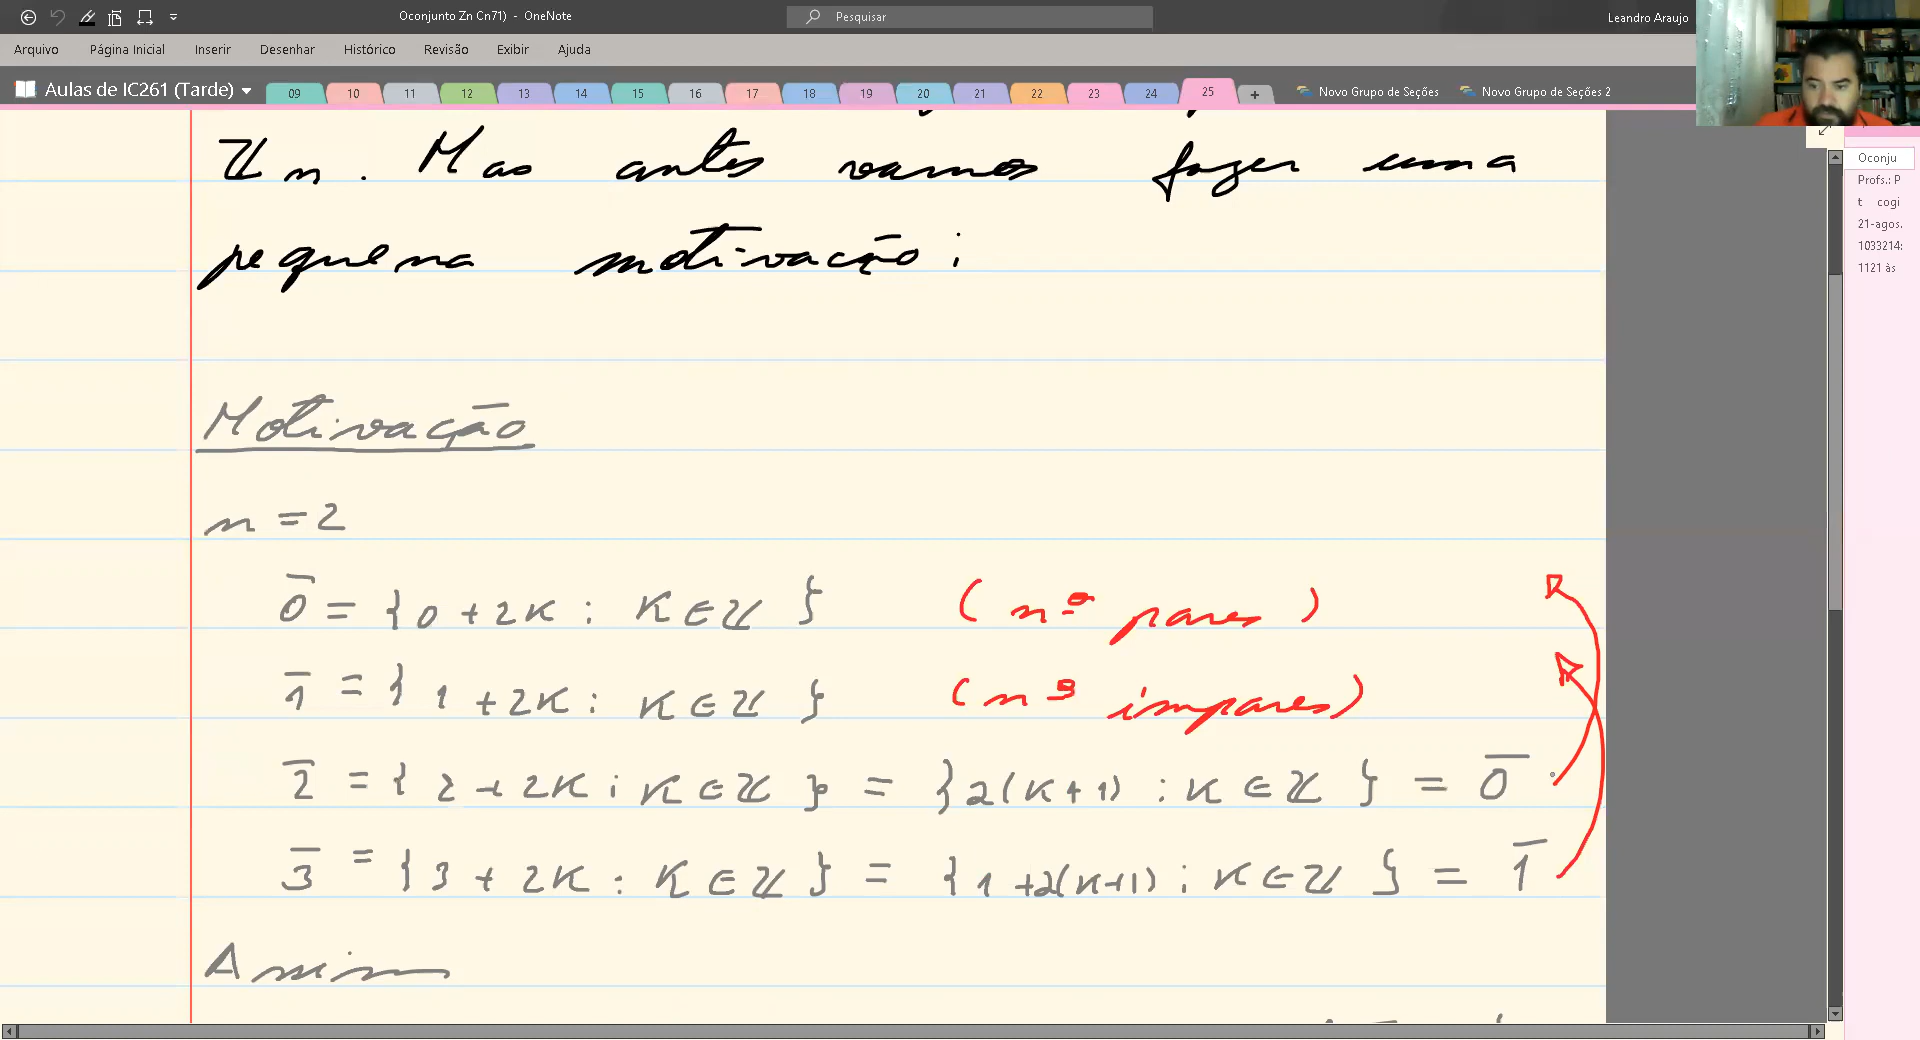 Oconjunto Zn Cn71) - OneNote
Pesquisar
Leandro Araujo
Arquivo Página Inicial Inserir Desenhar Histórico Revisão Exibir Ajuda
Aulas de IC261 (Tarde) 09 10 11 12 13 14 15 16 17 18 19 20 21 22 23 24 25 + Novo Grupo de Seções Novo Grupo de Seções 2
ℤn. Mas antes vamos fazer uma
pequena motivação:
Motivação
n = 2
0̅ = {0 + 2K : K ∈ ℤ} (nº pares)
1̅ = {1 + 2K : K ∈ ℤ} (nº impares)
2̅ = {2 + 2K ; K ∈ ℤ} = {2(K+1) : K ∈ ℤ} = 0̅
3̅ = {3 + 2K : K ∈ ℤ} = {1 + 2(K+1) ; K ∈ ℤ} = 1̅
Assim
Oconju
Profs.: P
t cogi
21-agos.
1033214:
1121 às